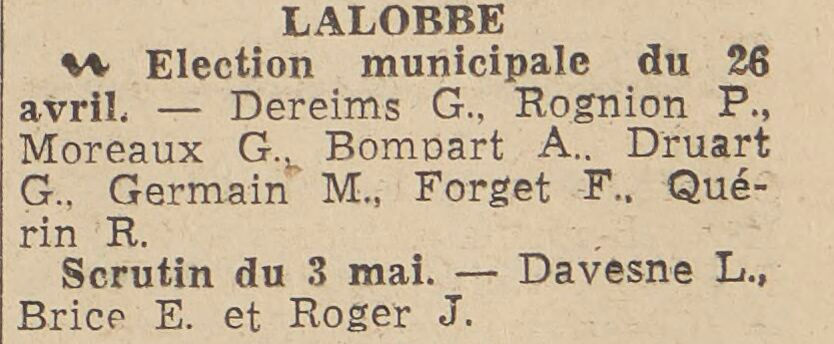 LALOBBE
Election municipale du 26
avril. — Dereims G., Rognion P.,
Moreaux G., Bompart A.. Druart
G., Germain M., Forget F., Qué-
rin R.
Scrutin du 3 mai. — Davesne L.,
Brice E. et Roger J.